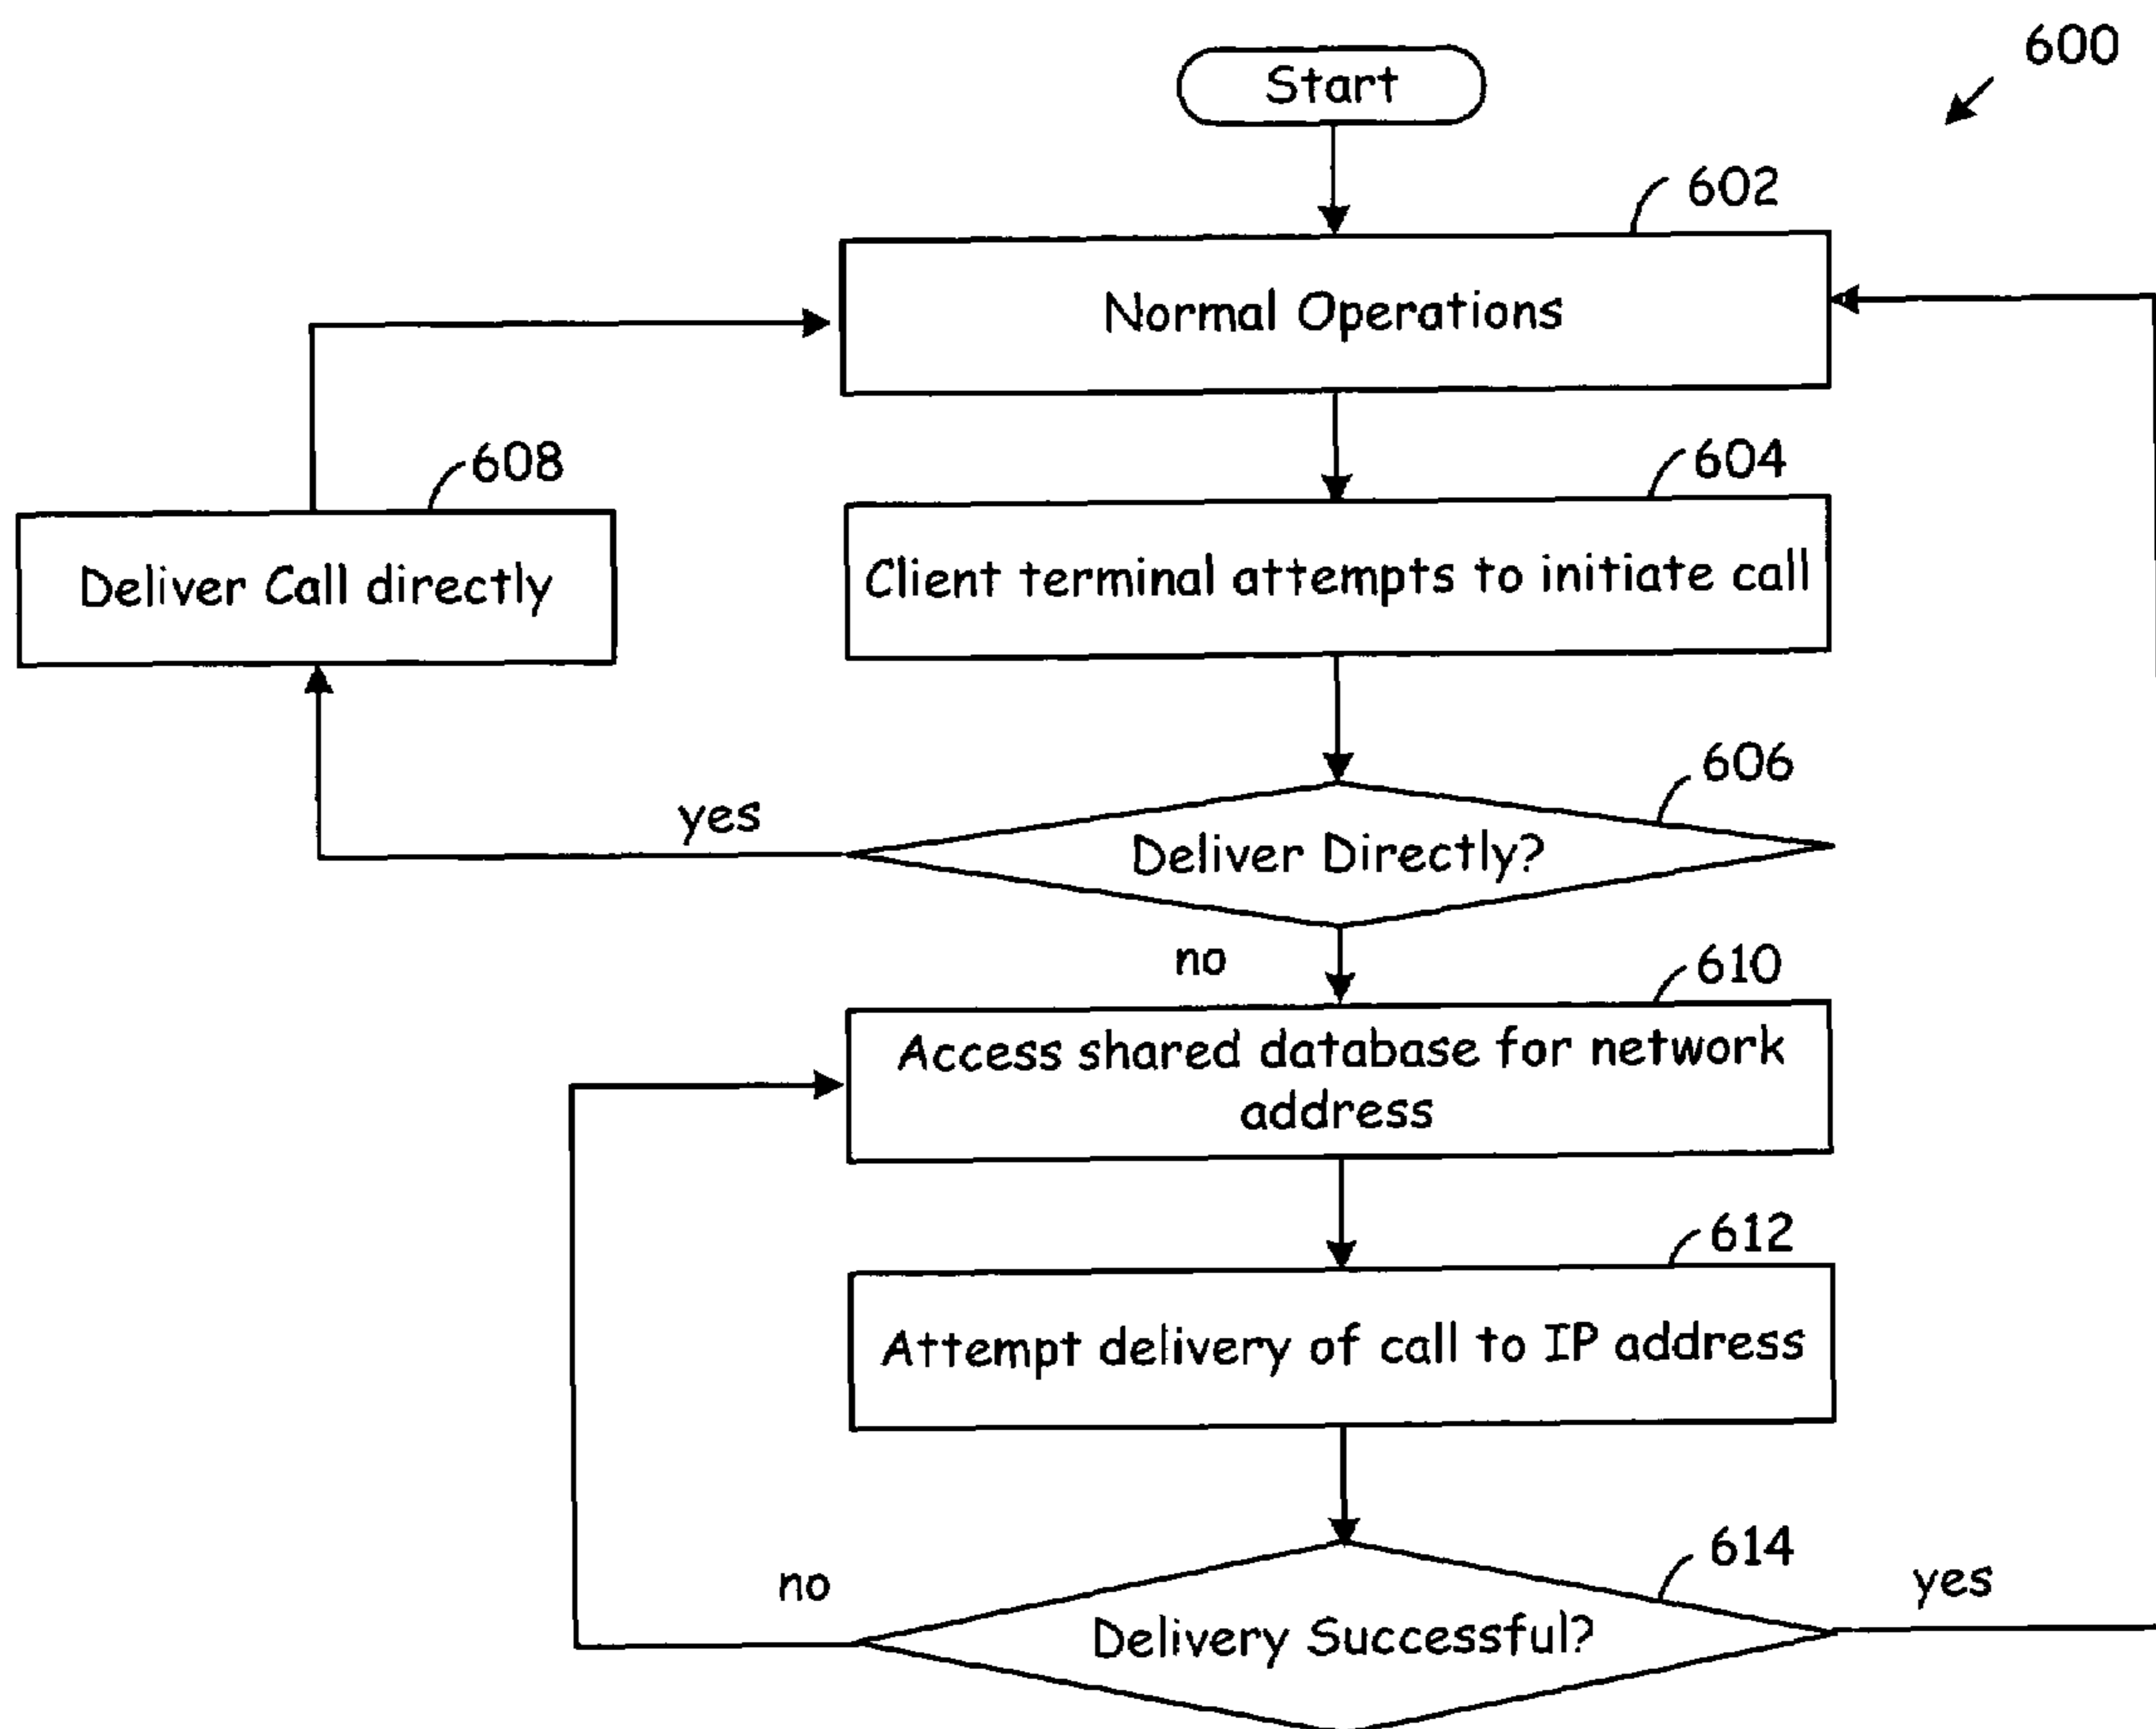 600
Start
602
Normal Operations
608
604
Deliver Call directly
Client terminal attempts to initiate call
606
yes
Deliver Directly?
no
610
Access shared database for network
address
612
Attempt delivery of call to IP address
614
no
yes
Delivery Successful?